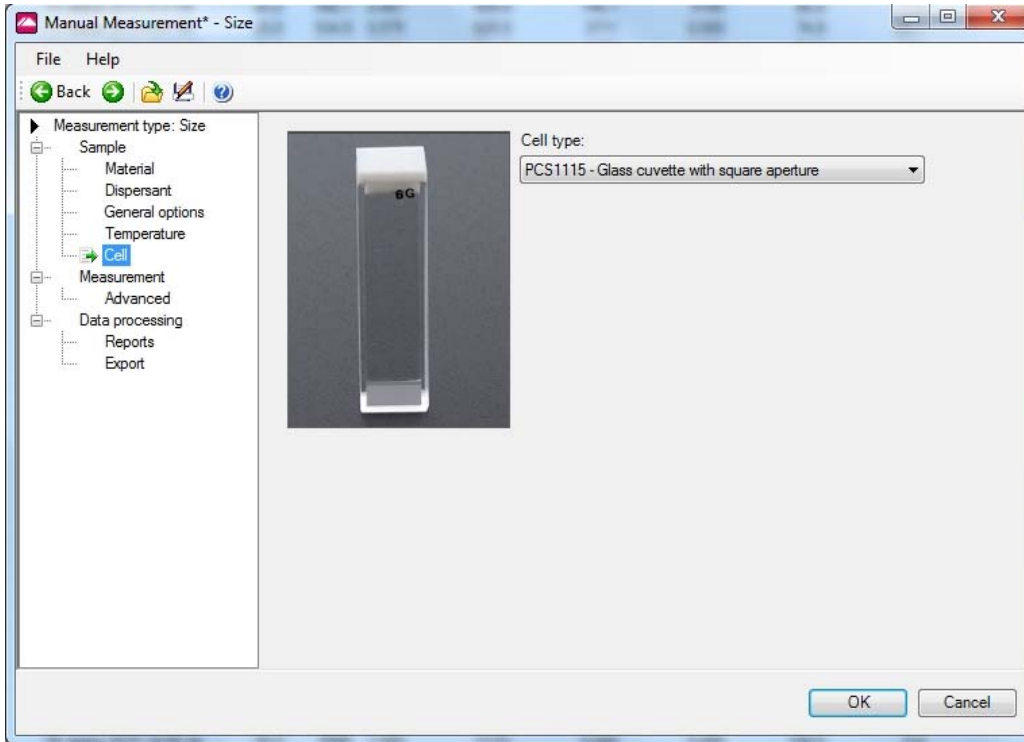 Manual Measurement* - Size
File Help
Back
Measurement type: Size
Sample
Material
Dispersant
General options
Temperature
Cell
Measurement
Advanced
Data processing
Reports
Export
Cell type:
PCS1115 - Glass cuvette with square aperture
BG
OK Cancel